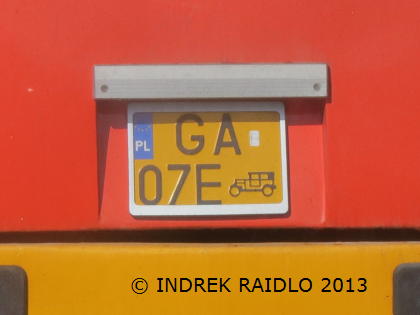 GA
PL
07E
© INDREK RAIDLO 2013